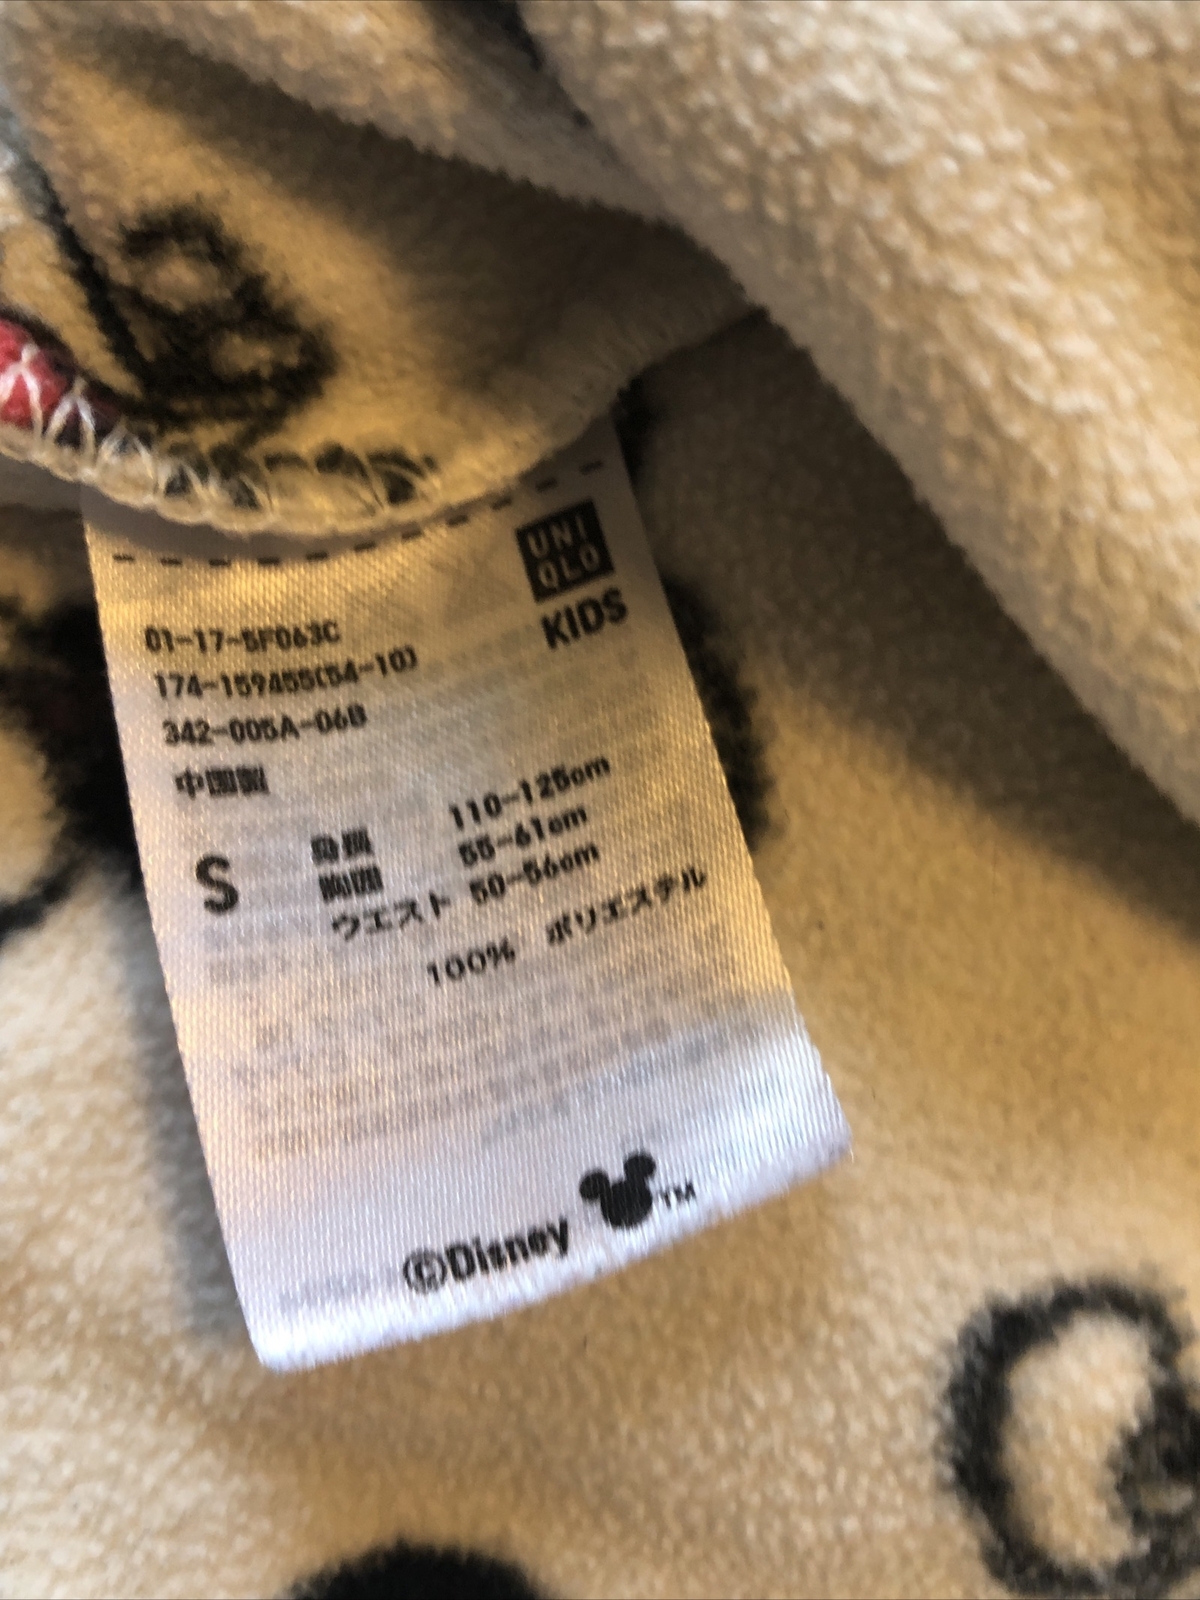 UNI
QLO
KIDS
01-17-5F063C
174-159455(54-10)
342-005A-06B
中国製
S
身長 110-125cm
胸囲 55-61cm
ウエスト 50-56cm
100% ポリエステル
©Disney TM